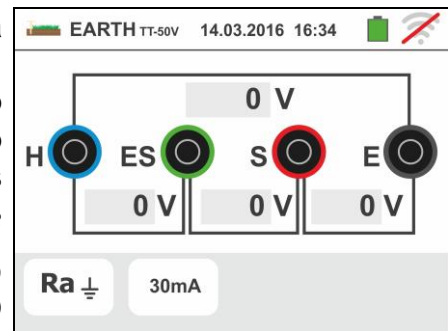 EARTH TT-50V 14.03.2016 16:34
0 V
H ES S E
0 V 0 V 0 V
Ra 30mA